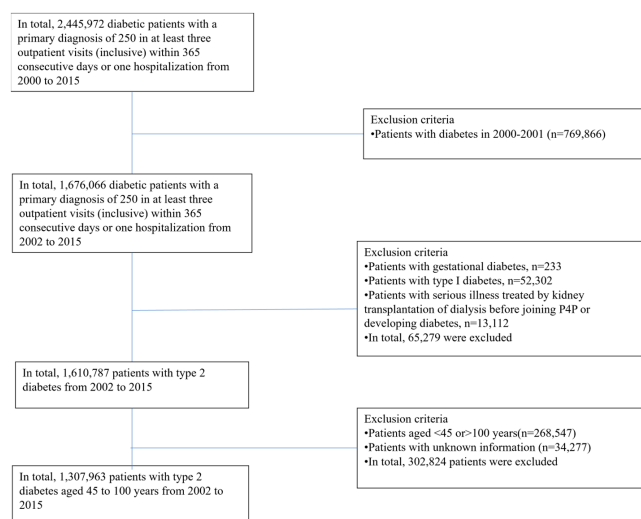 In total, 2,445,972 diabetic patients with a
primary diagnosis of 250 in at least three
outpatient visits (inclusive) within 365
consecutive days or one hospitalization from
2000 to 2015
Exclusion criteria
•Patients with diabetes in 2000-2001 (n=769,866)
In total, 1,676,066 diabetic patients with a
primary diagnosis of 250 in at least three
outpatient visits (inclusive) within 365
consecutive days or one hospitalization from
2002 to 2015
Exclusion criteria
•Patients with gestational diabetes, n=233
•Patients with type I diabetes, n=52,302
•Patients with serious illness treated by kidney
transplantation of dialysis before joining P4P or
developing diabetes, n=13,112
•In total, 65,279 were excluded
In total, 1,610,787 patients with type 2
diabetes from 2002 to 2015
Exclusion criteria
•Patients aged <45 or>100 years(n=268,547)
•Patients with unknown information (n=34,277)
•In total, 302,824 patients were excluded
In total, 1,307,963 patients with type 2
diabetes aged 45 to 100 years from 2002 to
2015